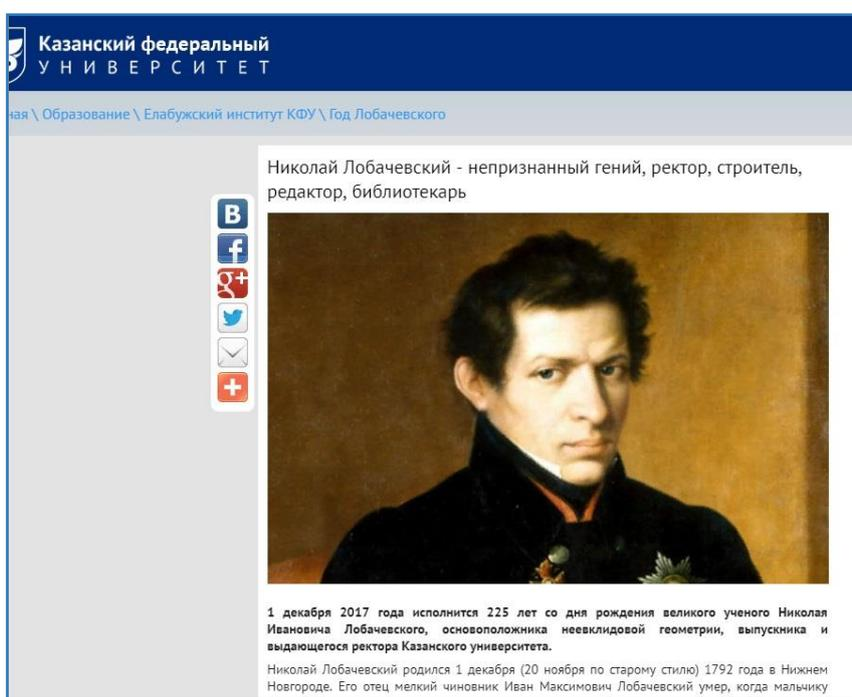 Казанский федеральный
УНИВЕРСИТЕТ
\ Образование \ Елабужский институт КФУ \ Год Лобачевского
Николай Лобачевский - непризнанный гений, ректор, строитель,
редактор, библиотекарь
1 декабря 2017 года исполнится 225 лет со дня рождения великого ученого Николая
Ивановича Лобачевского, основоположника неевклидовой геометрии, выпускника и
выдающегося ректора Казанского университета.
Николай Лобачевский родился 1 декабря (20 ноября по старому стилю) 1792 года в Нижнем
Новгороде. Его отец мелкий чиновник Иван Максимович Лобачевский умер, когда мальчику